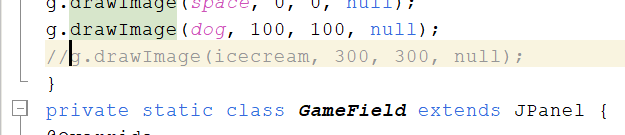 g.drawImage(space, 0, 0, null);
g.drawImage(dog, 100, 100, null);
//g.drawImage(icecream, 300, 300, null);
}
private static class GameField extends JPanel {
@Override